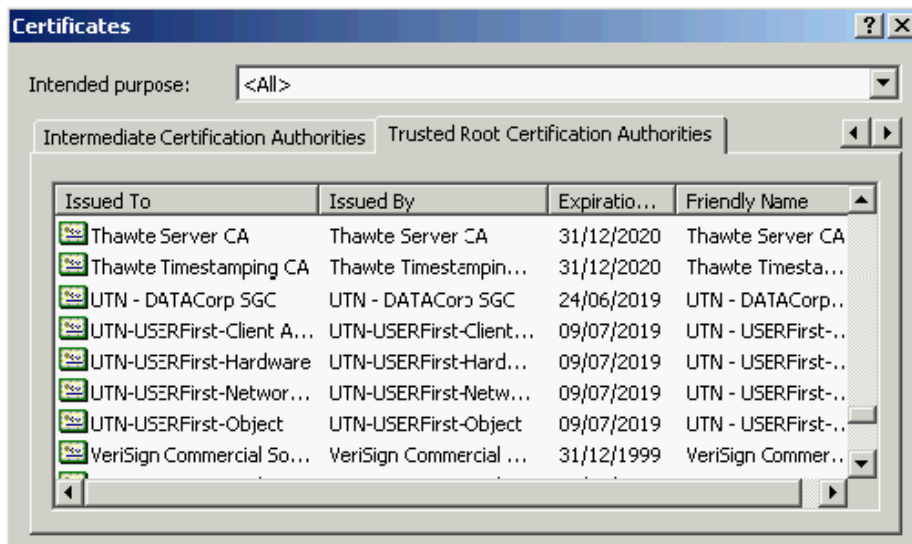 Certificates
Intended purpose: <All>
Intermediate Certification Authorities Trusted Root Certification Authorities
Issued To Issued By Expiratio... Friendly Name
Thawte Server CA Thawte Server CA 31/12/2020 Thawte Server CA
Thawte Timestamping CA Thawte Timestampin... 31/12/2020 Thawte Timesta...
UTN - DATACorp SGC UTN - DATACorp SGC 24/06/2019 UTN - DATACorp...
UTN-USERFirst-Client A... UTN-USERFirst-Client... 09/07/2019 UTN - USERFirst-...
UTN-USERFirst-Hardware UTN-USERFirst-Hard... 09/07/2019 UTN - USERFirst-...
UTN-USERFirst-Networ... UTN-USERFirst-Netw... 09/07/2019 UTN - USERFirst-...
UTN-USERFirst-Object UTN-USERFirst-Object 09/07/2019 UTN - USERFirst-...
VeriSign Commercial So... VeriSign Commercial ... 31/12/1999 VeriSign Commer...